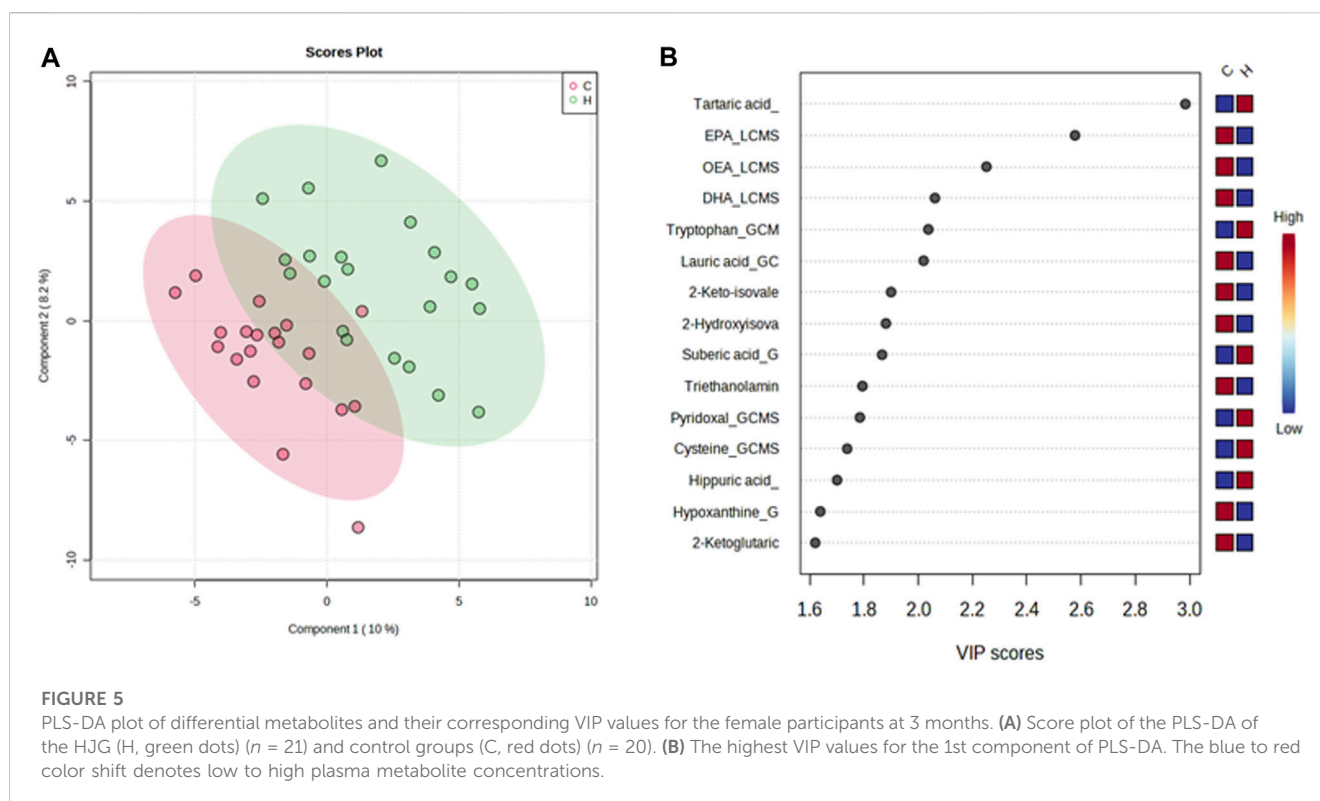 A
Scores Plot
C
H
10
5
0
-5
-10
Component 2 ( 8.2 %)
-5
0
5
10
Component 1 ( 10 %)
B
C H
Tartaric acid_
EPA_LCMS
OEA_LCMS
DHA_LCMS
Tryptophan_GCM
Lauric acid_GC
2-Keto-isovale
2-Hydroxyisova
Suberic acid_G
Triethanolamin
Pyridoxal_GCMS
Cysteine_GCMS
Hippuric acid_
Hypoxanthine_G
2-Ketoglutaric
High
Low
1.6 1.8 2.0 2.2 2.4 2.6 2.8 3.0
VIP scores
FIGURE 5
PLS-DA plot of differential metabolites and their corresponding VIP values for the female participants at 3 months. (A) Score plot of the PLS-DA of
the HJG (H, green dots) (n = 21) and control groups (C, red dots) (n = 20). (B) The highest VIP values for the 1st component of PLS-DA. The blue to red
color shift denotes low to high plasma metabolite concentrations.